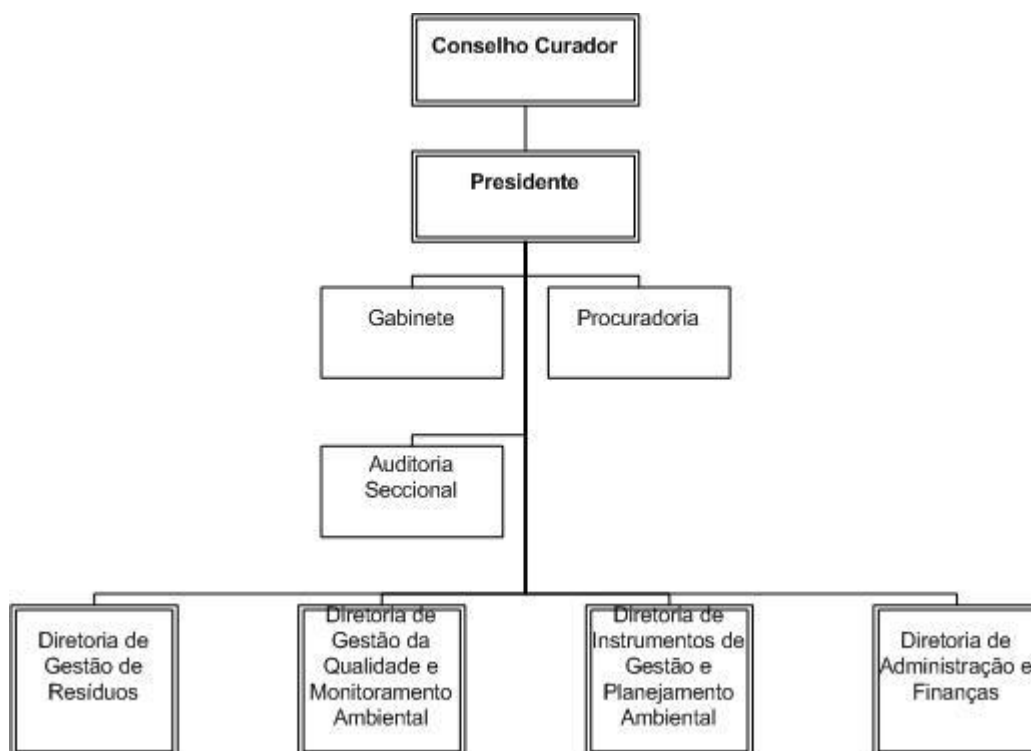 Conselho Curador
Presidente
Gabinete
Procuradoria
Auditoria
Seccional
Diretoria de
Gestão de
Resíduos
Diretoria de
Gestão da
Qualidade e
Monitoramento
Ambiental
Diretoria de
Instrumentos de
Gestão e
Planejamento
Ambiental
Diretoria de
Administração e
Finanças